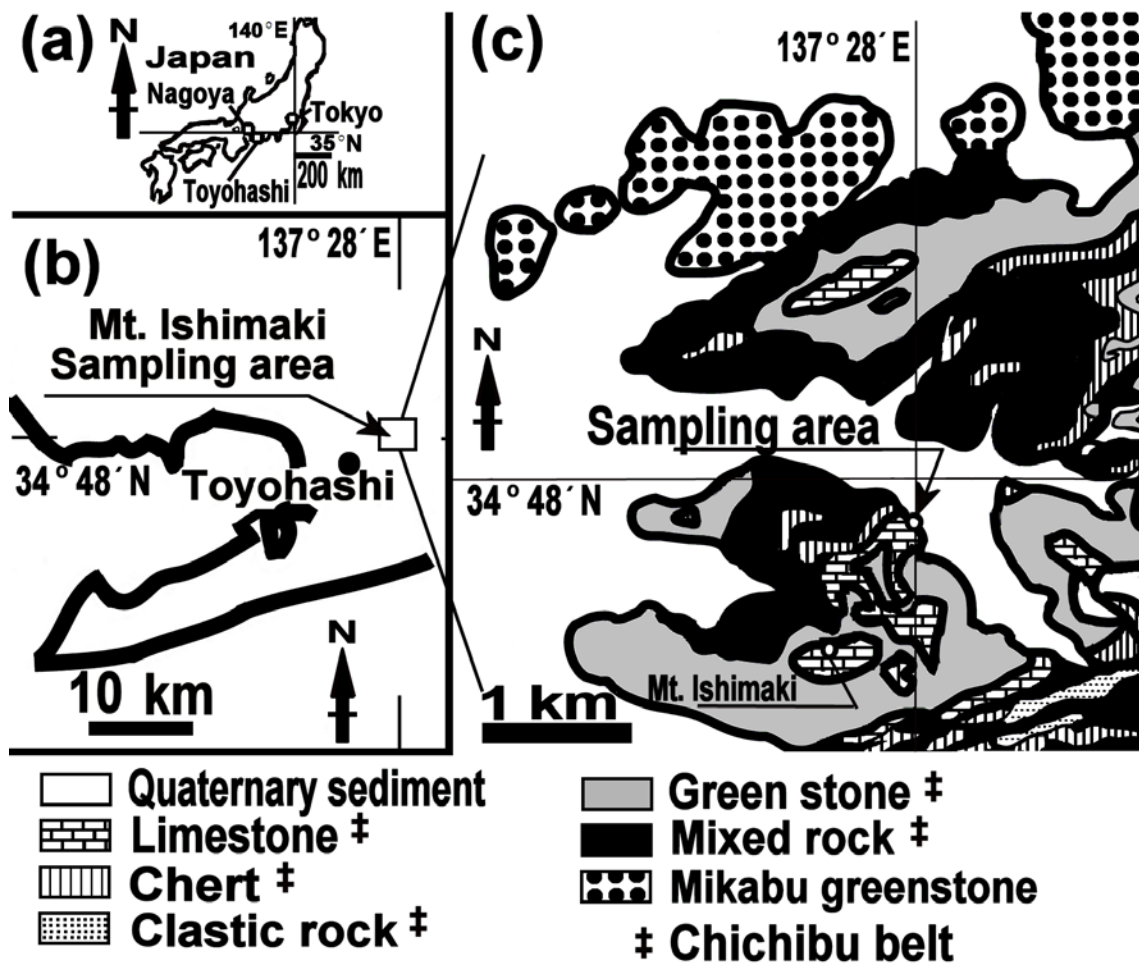 (a)
N
140°E
Japan
Nagoya
Tokyo
35°N
200 km
Toyohashi
(b)
137° 28´ E
Mt. Ishimaki
Sampling area
34° 48´ N
Toyohashi
N
10 km
(c)
137° 28´ E
N
Sampling area
34° 48´ N
Mt. Ishimaki
1 km
Quaternary sediment
Limestone ‡
Chert ‡
Clastic rock ‡
Green stone ‡
Mixed rock ‡
Mikabu greenstone
‡ Chichibu belt